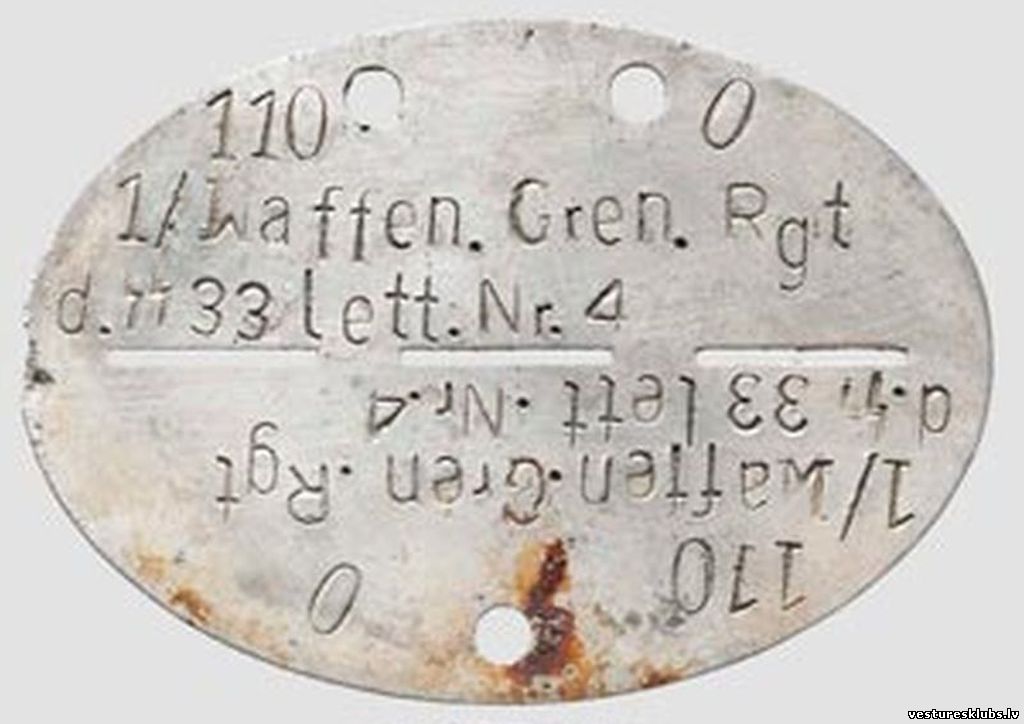 110 0
1/Waffen. Gren. Rgt
d. ᛋᛋ 33 lett. Nr. 4
d. ᛋᛋ 33 lett. Nr. 4
1/Waffen. Gren. Rgt
110 0
vesturesklubs.lv